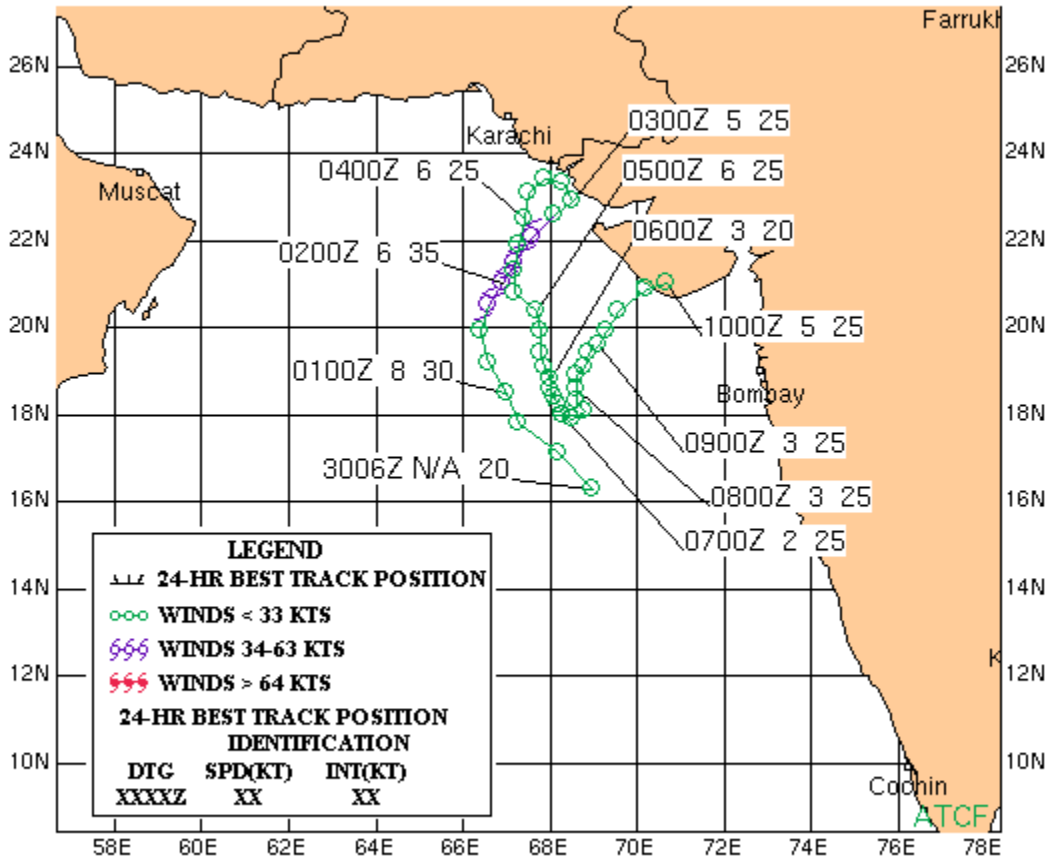 Farrukh
26N
26N
0300Z 5 25
Karachi
24N
24N
0400Z 6 25
0500Z 6 25
Muscat
0600Z 3 20
22N
22N
0200Z 6 35
20N
1000Z 5 25
20N
0100Z 8 30
Bombay
18N
18N
0900Z 3 25
3006Z N/A 20
16N
0800Z 3 25
16N
0700Z 2 25
LEGEND
24-HR BEST TRACK POSITION
14N
14N
WINDS < 33 KTS
WINDS 34-63 KTS
K
12N
12N
WINDS > 64 KTS
24-HR BEST TRACK POSITION
IDENTIFICATION
10N
10N
DTG SPD(KT) INT(KT)
XXXXZ XX XX
Cochin
ATCF
58E 60E 62E 64E 66E 68E 70E 72E 74E 76E 78E